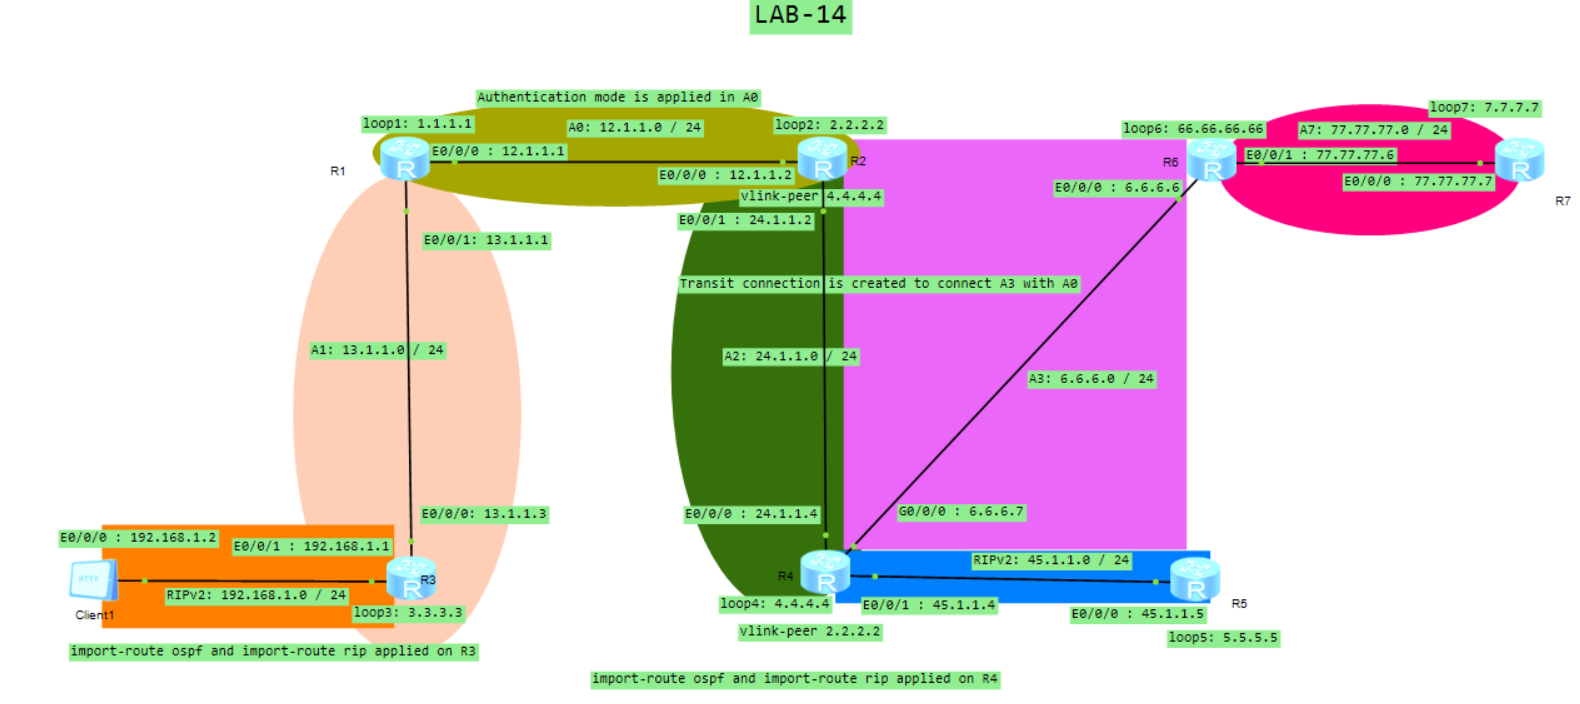 LAB-14
Authentication mode is applied in A0
loop1: 1.1.1.1
A0: 12.1.1.0 / 24
loop2: 2.2.2.2
loop6: 66.66.66.66
A7: 77.77.77.0 / 24
loop7: 7.7.7.7
R1
E0/0/0 : 12.1.1.1
E0/0/0 : 12.1.1.2
R2
R6
E0/0/1 : 77.77.77.6
E0/0/0 : 77.77.77.7
R7
vlink-peer 4.4.4.4
E0/0/0 : 6.6.6.6
E0/0/1 : 24.1.1.2
E0/0/1: 13.1.1.1
Transit connection is created to connect A3 with A0
A1: 13.1.1.0 / 24
A2: 24.1.1.0 / 24
A3: 6.6.6.0 / 24
E0/0/0: 13.1.1.3
E0/0/0 : 24.1.1.4
G0/0/0 : 6.6.6.7
E0/0/0 : 192.168.1.2
E0/0/1 : 192.168.1.1
RIPv2: 45.1.1.0 / 24
HTTP
R
R3
R4
R5
RIPv2: 192.168.1.0 / 24
Client1
loop3: 3.3.3.3
loop4: 4.4.4.4
E0/0/1 : 45.1.1.4
E0/0/0 : 45.1.1.5
vlink-peer 2.2.2.2
loop5: 5.5.5.5
import-route ospf and import-route rip applied on R3
import-route ospf and import-route rip applied on R4